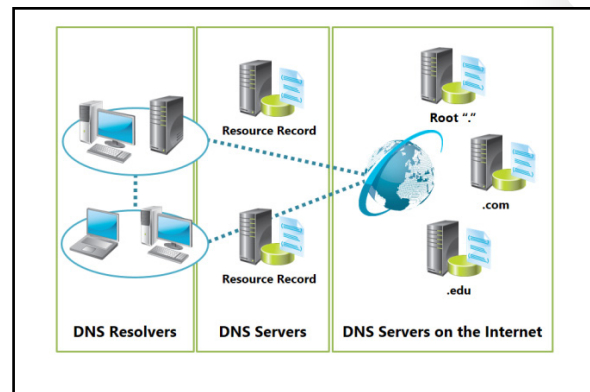 Resource Record
Resource Record
DNS Resolvers
DNS Servers
Root “.”
.com
.edu
DNS Servers on the Internet